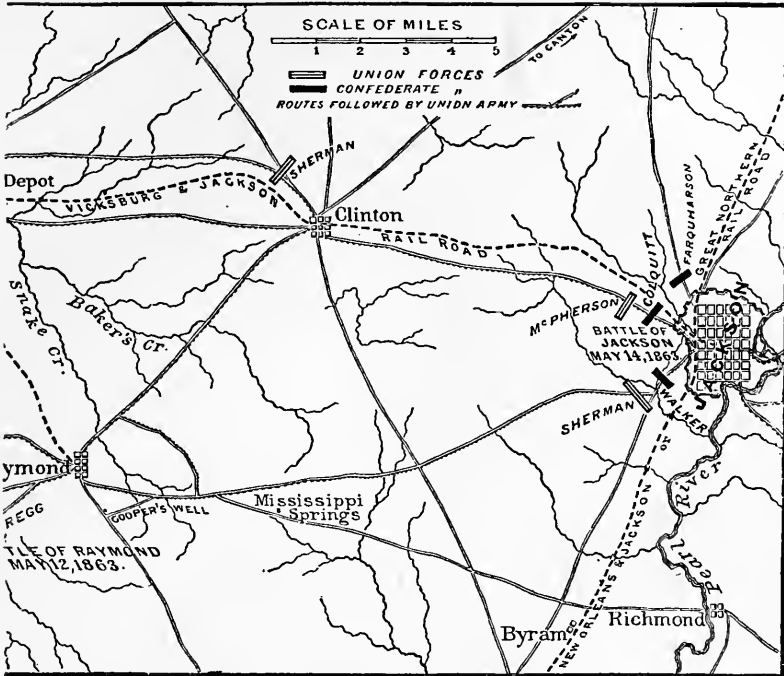 SCALE OF MILES
1 2 3 4 5
UNION FORCES
CONFEDERATE "
ROUTES FOLLOWED BY UNION ARMY
TO CANTON
SHERMAN
Depot
VICKSBURG & JACKSON
RAIL ROAD
Clinton
GREAT NORTHERN
RAIL ROAD
FARQUHARSON
COLQUITT
McPHERSON
BATTLE OF
JACKSON
MAY 14, 1863.
JACKSON
Snake Cr.
Baker's Cr.
SHERMAN
WALKER
ymond
REGG
COOPER'S WELL
Mississippi
Springs
TLE OF RAYMOND
MAY 12, 1863.
Pearl River
NEW ORLEANS & JACKSON
Byram
Richmond